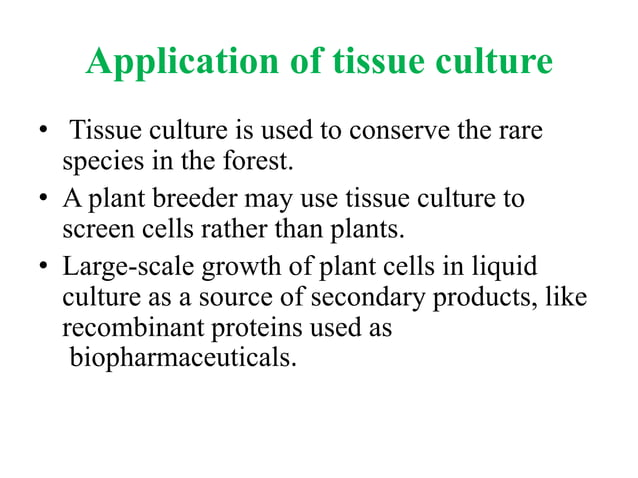 Application of tissue culture
• Tissue culture is used to conserve the rare
species in the forest.
• A plant breeder may use tissue culture to
screen cells rather than plants.
• Large-scale growth of plant cells in liquid
culture as a source of secondary products, like
recombinant proteins used as
biopharmaceuticals.